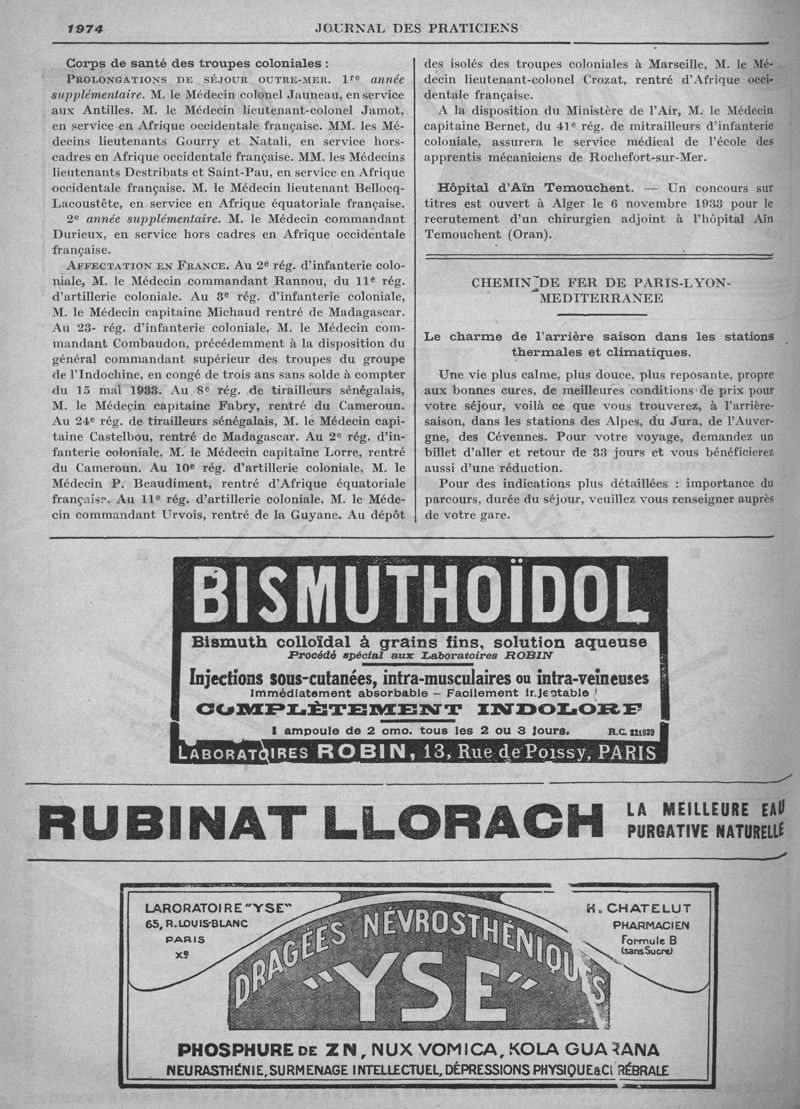 1974
JOURNAL DES PRATICIENS
Corps de santé des troupes coloniales :
PROLONGATIONS DE SÉJOUR OUTRE-MER. 1re année
supplémentaire. M. le Médecin colonel Jauneau, en service
aux Antilles. M. le Médecin lieutenant-colonel Jamot,
en service en Afrique occidentale française. MM. les Mé-
decins lieutenants Gourry et Natali, en service hors-
cadres en Afrique occidentale française. MM. les Médecins
lieutenants Destribats et Saint-Pau, en service en Afrique
occidentale française. M. le Médecin lieutenant Bellocq-
Lacoustête, en service en Afrique équatoriale française.
2e année supplémentaire. M. le Médecin commandant
Durieux, en service hors cadres en Afrique occidentale
française.
AFFECTATION EN FRANCE. Au 2e rég. d'infanterie colo-
niale, M. le Médecin commandant Rannou, du 11e rég.
d'artillerie coloniale. Au 3e rég. d'infanterie coloniale,
M. le Médecin capitaine Michaud rentré de Madagascar.
Au 23- rég. d'infanterie coloniale, M. le Médecin com-
mandant Combaudon, précédemment à la disposition du
général commandant supérieur des troupes du groupe
de l'Indochine, en congé de trois ans sans solde à compter
du 15 mai 1933. Au 8e rég. de tirailleurs sénégalais,
M. le Médecin capitaine Fabry, rentré du Cameroun.
Au 24e rég. de tirailleurs sénégalais, M. le Médecin capi-
taine Castelbou, rentré de Madagascar. Au 2e rég. d'in-
fanterie coloniale, M. le Médecin capitaine Lorre, rentré
du Cameroun. Au 10e rég. d'artillerie coloniale, M. le
Médecin P. Beaudiment, rentré d'Afrique équatoriale
française. Au 11e rég. d'artillerie coloniale, M. le Méde-
cin commandant Urvois, rentré de la Guyane. Au dépôt
des isolés des troupes coloniales à Marseille, M. le Mé-
decin lieutenant-colonel Crozat, rentré d'Afrique occi-
dentale française.
A la disposition du Ministère de l'Air, M. le Médecin
capitaine Bernet, du 41e rég. de mitrailleurs d'infanterie
coloniale, assurera le service médical de l'école des
apprentis mécaniciens de Rochefort-sur-Mer.
Hôpital d'Aïn Temouchent. — Un concours sur
titres est ouvert à Alger le 6 novembre 1933 pour le
recrutement d'un chirurgien adjoint à l'hôpital Aïn
Temouchent (Oran).
CHEMIN DE FER DE PARIS-LYON-
MEDITERRANEE
Le charme de l'arrière saison dans les stations
thermales et climatiques.
Une vie plus calme, plus douce, plus reposante, propre
aux bonnes cures, de meilleures conditions de prix pour
votre séjour, voilà ce que vous trouverez, à l'arrière-
saison, dans les stations des Alpes, du Jura, de l'Auver-
gne, des Cévennes. Pour votre voyage, demandez un
billet d'aller et retour de 33 jours et vous bénéficierez
aussi d'une réduction.
Pour des indications plus détaillées : importance du
parcours, durée du séjour, veuillez vous renseigner auprès
de votre gare.
BISMUTHOÏDOL
Bismuth colloïdal à grains fins, solution aqueuse
Procédé spécial aux Laboratoires ROBIN
Injections sous-cutanées, intra-musculaires ou intra-veineuses
Immédiatement absorbable — Facilement injectable
COMPLÈTEMENT INDOLORE
1 ampoule de 2 cmc. tous les 2 ou 3 jours. R.C. 221839
LABORATOIRES ROBIN, 13, Rue de Poissy, PARIS
RUBINAT LLORACH
LA MEILLEURE EAU
PURGATIVE NATURELLE
LARORATOIRE "YSE"
65, R. LOUIS-BLANC
PARIS
Xe
K. CHATELUT
PHARMACIEN
Formule B
(sans Sucre)
DRAGÉES NÉVROSTHÉNIQUES
"YSE"
PHOSPHURE DE ZN, NUX VOMICA, KOLA GUARANA
NEURASTHÉNIE, SURMENAGE INTELLECTUEL, DÉPRESSIONS PHYSIQUE & CÉRÉBRALE